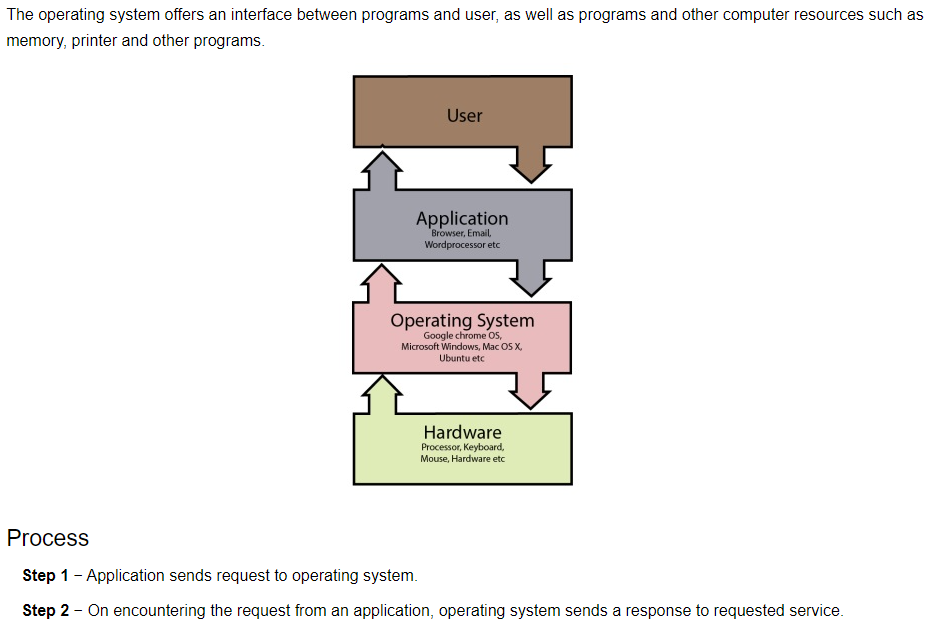 The operating system offers an interface between programs and user, as well as programs and other computer resources such as
memory, printer and other programs.
User
Application
Browser, Email,
Wordprocessor etc
Operating System
Google chrome OS,
Microsoft Windows, Mac OS X,
Ubuntu etc
Hardware
Processor, Keyboard,
Mouse, Hardware etc
Process
Step 1 – Application sends request to operating system.
Step 2 – On encountering the request from an application, operating system sends a response to requested service.